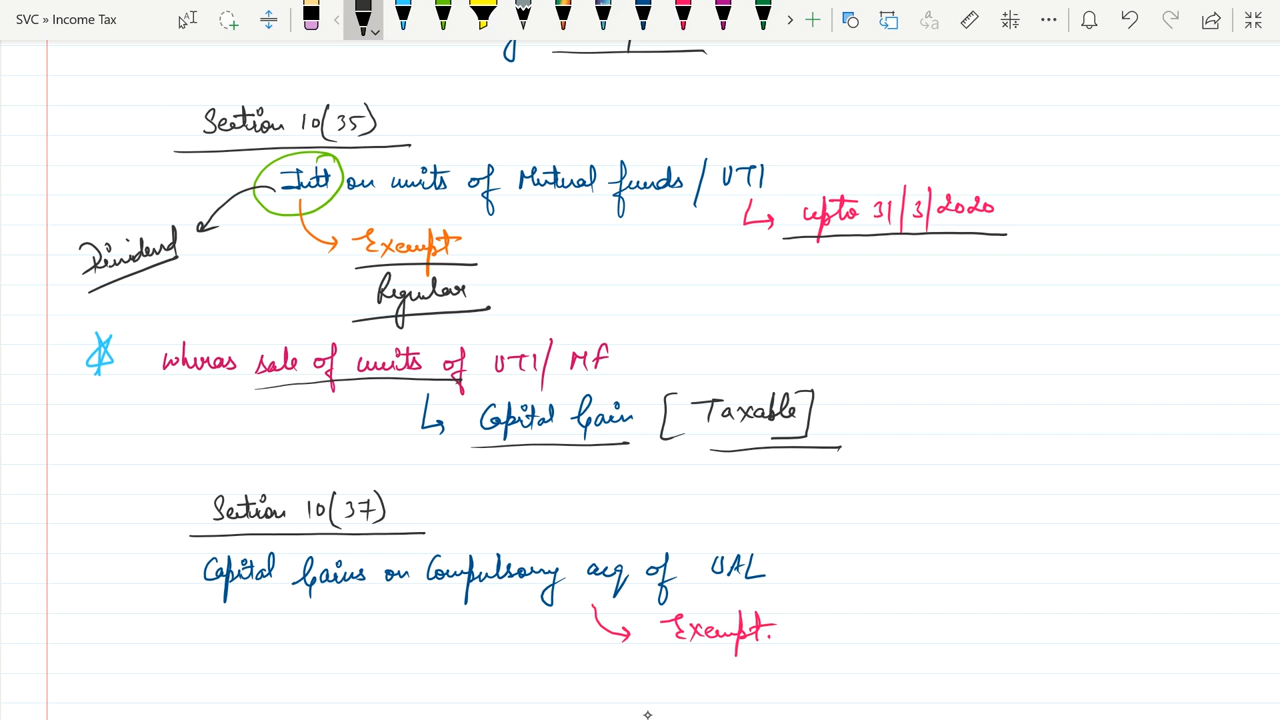 SVC » Income Tax
Section 10(35)
Intt on units of Mutual funds / UTI
↳ upto 31/3/2020
Dividend
Exempt
Regular
wheras sale of units of UTI/ MF
↳ Capital Gain [Taxable]
Section 10(37)
Capital Gains on Compulsory acq of UAL
Exempt.